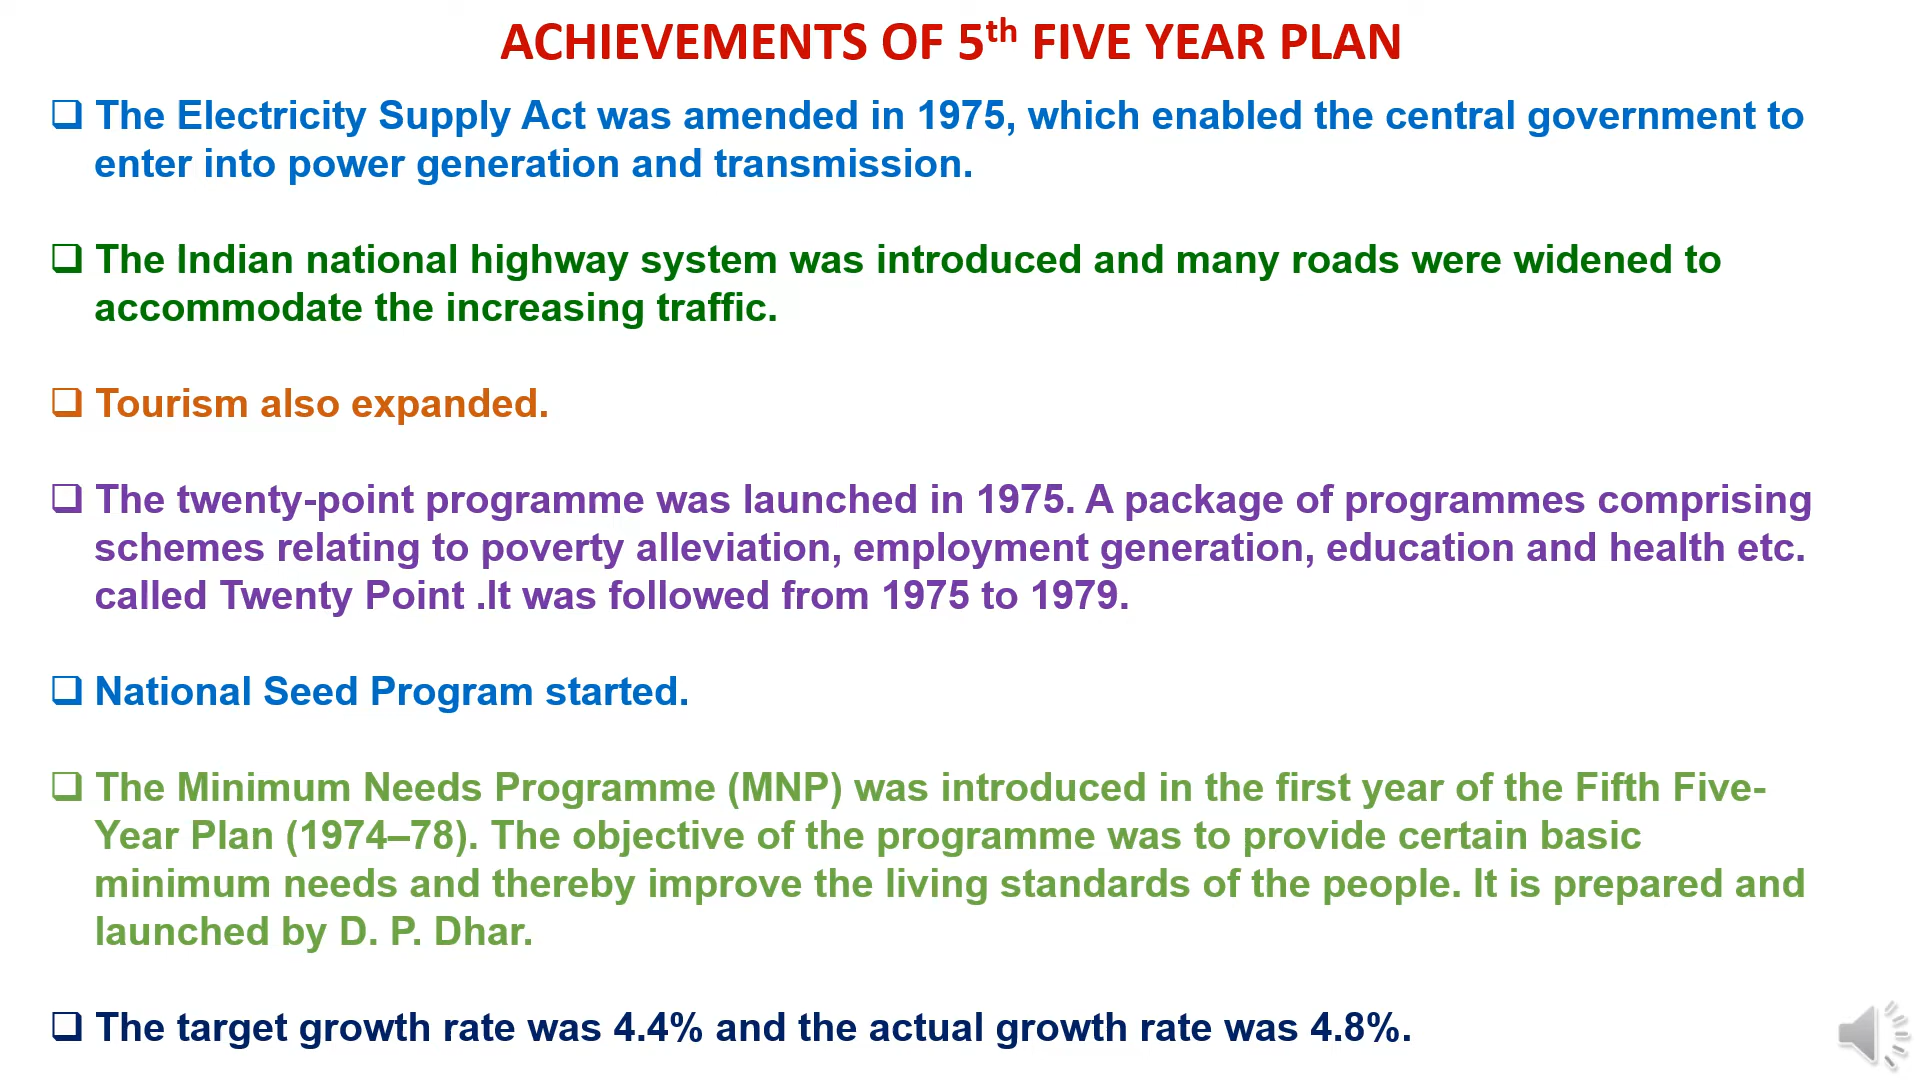 ACHIEVEMENTS OF 5th FIVE YEAR PLAN
The Electricity Supply Act was amended in 1975, which enabled the central government to
enter into power generation and transmission.
The Indian national highway system was introduced and many roads were widened to
accommodate the increasing traffic.
Tourism also expanded.
The twenty-point programme was launched in 1975. A package of programmes comprising
schemes relating to poverty alleviation, employment generation, education and health etc.
called Twenty Point .It was followed from 1975 to 1979.
National Seed Program started.
The Minimum Needs Programme (MNP) was introduced in the first year of the Fifth Five-
Year Plan (1974–78). The objective of the programme was to provide certain basic
minimum needs and thereby improve the living standards of the people. It is prepared and
launched by D. P. Dhar.
The target growth rate was 4.4% and the actual growth rate was 4.8%.